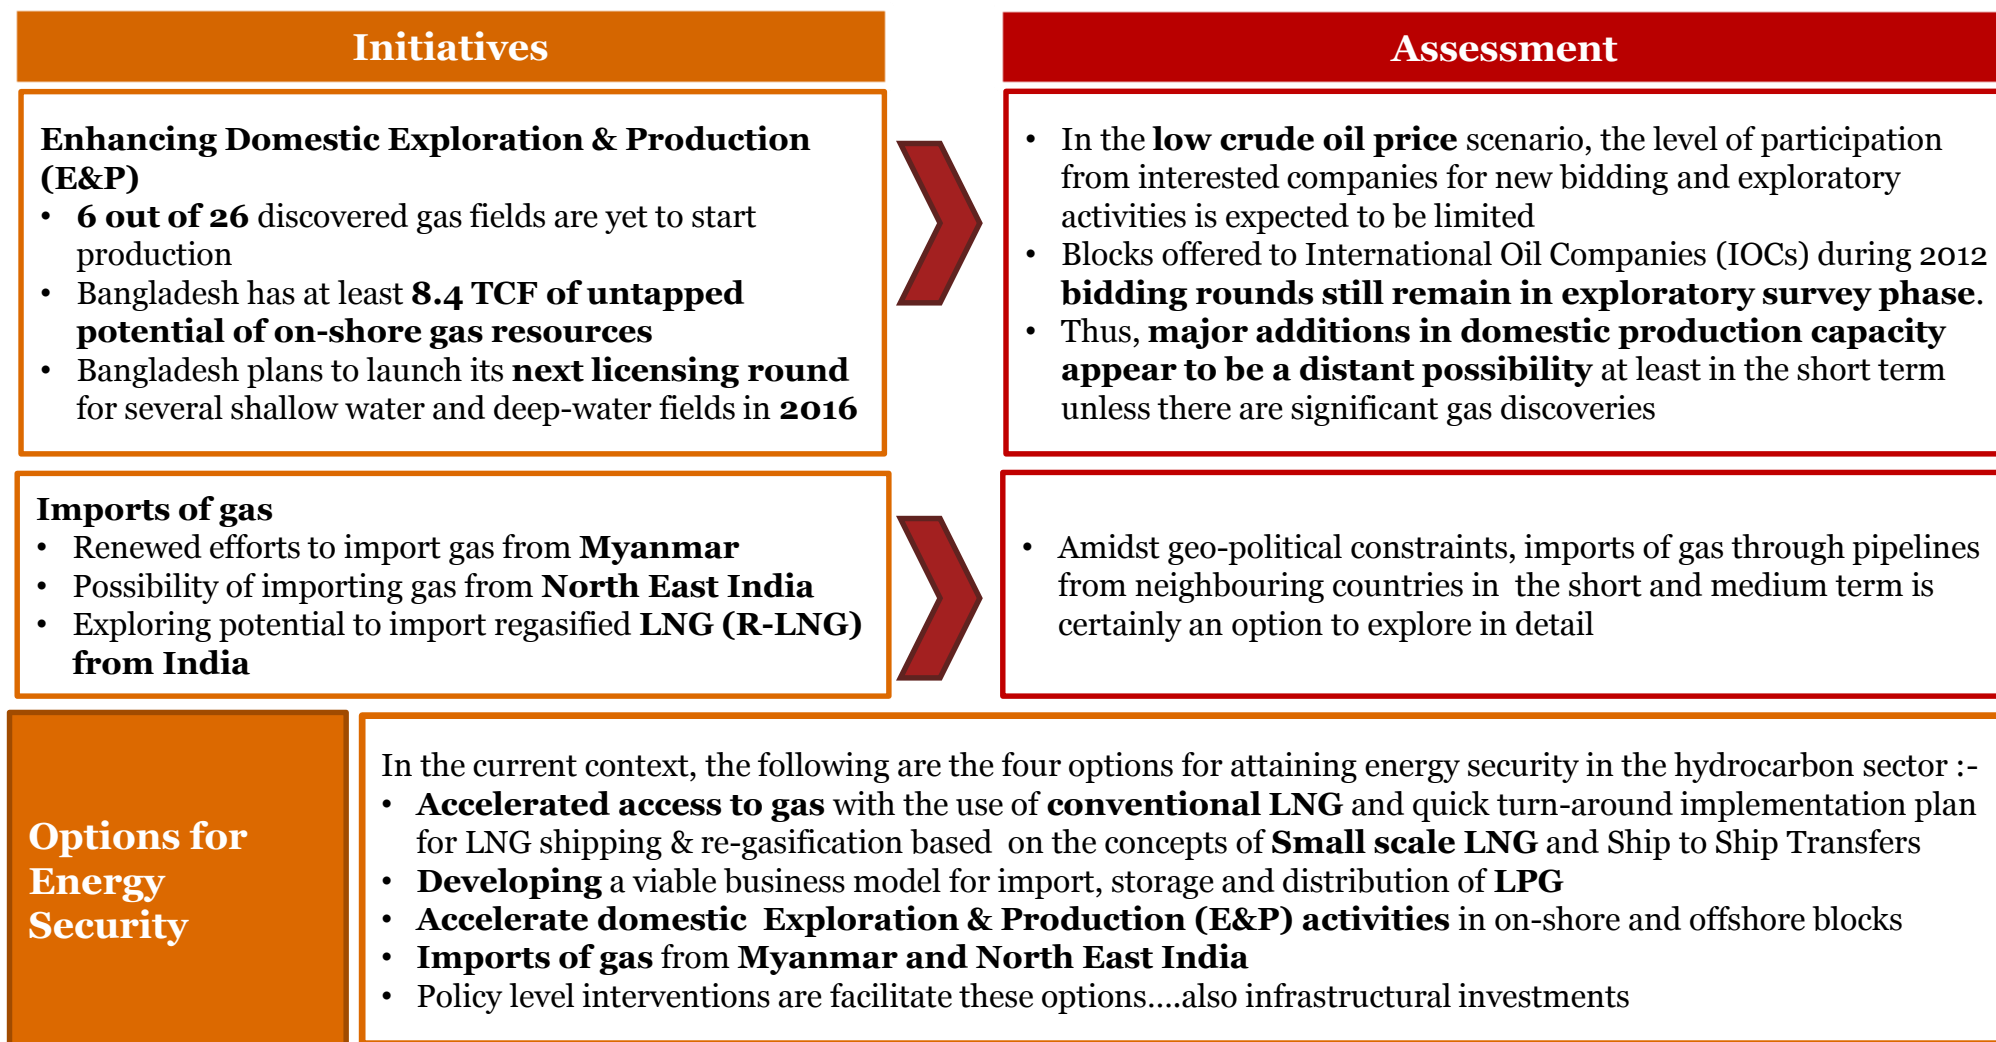 Initiatives
Enhancing Domestic Exploration & Production
(E&P)
• 6 out of 26 discovered gas fields are yet to start
production
• Bangladesh has at least 8.4 TCF of untapped
potential of on-shore gas resources
• Bangladesh plans to launch its next licensing round
for several shallow water and deep-water fields in 2016
Assessment
• In the low crude oil price scenario, the level of participation
from interested companies for new bidding and exploratory
activities is expected to be limited
• Blocks offered to International Oil Companies (IOCs) during 2012
bidding rounds still remain in exploratory survey phase.
• Thus, major additions in domestic production capacity
appear to be a distant possibility at least in the short term
unless there are significant gas discoveries
Imports of gas
• Renewed efforts to import gas from Myanmar
• Possibility of importing gas from North East India
• Exploring potential to import regasified LNG (R-LNG)
from India
• Amidst geo-political constraints, imports of gas through pipelines
from neighbouring countries in the short and medium term is
certainly an option to explore in detail
Options for
Energy
Security
In the current context, the following are the four options for attaining energy security in the hydrocarbon sector :-
• Accelerated access to gas with the use of conventional LNG and quick turn-around implementation plan
for LNG shipping & re-gasification based on the concepts of Small scale LNG and Ship to Ship Transfers
• Developing a viable business model for import, storage and distribution of LPG
• Accelerate domestic Exploration & Production (E&P) activities in on-shore and offshore blocks
• Imports of gas from Myanmar and North East India
• Policy level interventions are facilitate these options....also infrastructural investments